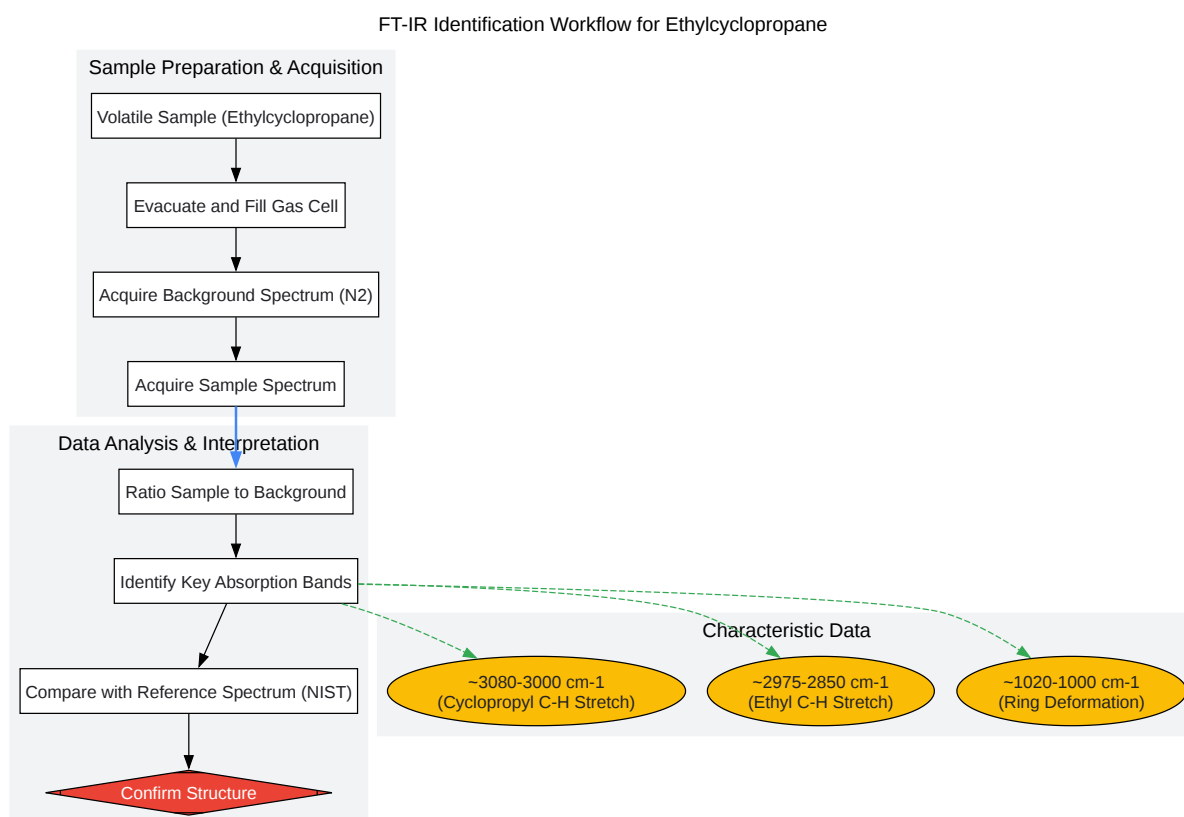 FT-IR Identification Workflow for Ethylcyclopropane
Sample Preparation & Acquisition
Volatile Sample (Ethylcyclopropane)
Evacuate and Fill Gas Cell
Acquire Background Spectrum (N2)
Acquire Sample Spectrum
Data Analysis & Interpretation
Ratio Sample to Background
Identify Key Absorption Bands
Compare with Reference Spectrum (NIST)
Confirm Structure
Characteristic Data
~3080-3000 cm-1
(Cyclopropyl C-H Stretch)
~2975-2850 cm-1
(Ethyl C-H Stretch)
~1020-1000 cm-1
(Ring Deformation)